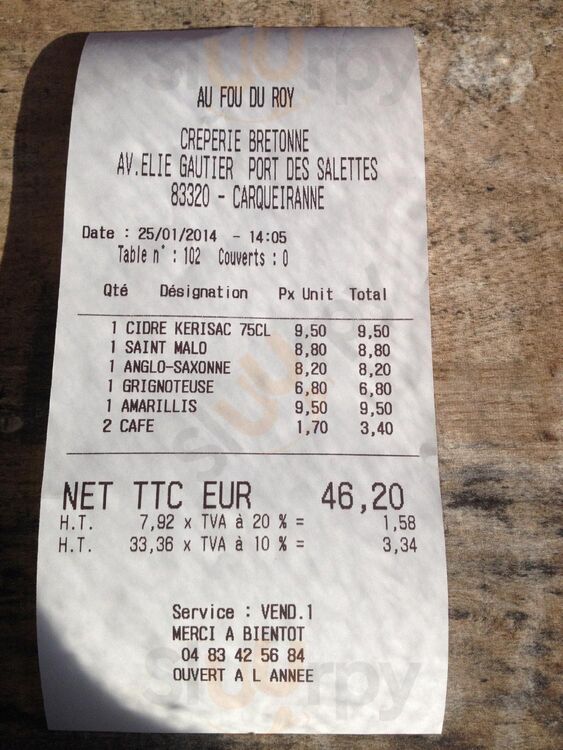 AU FOU DU ROY
CREPERIE BRETONNE
AV.ELIE GAUTIER PORT DES SALETTES
83320 - CARQUEIRANNE
Date : 25/01/2014 - 14:05
Table n° : 102 Couverts : 0
Qté Désignation Px Unit Total
1 CIDRE KERISAC 75CL 9,50 9,50
1 SAINT MALO 8,80 8,80
1 ANGLO-SAXONNE 8,20 8,20
1 GRIGNOTEUSE 6,80 6,80
1 AMARILLIS 9,50 9,50
2 CAFE 1,70 3,40
NET TTC EUR 46,20
H.T. 7,92 x TVA à 20 % = 1,58
H.T. 33,36 x TVA à 10 % = 3,34
Service : VEND.1
MERCI A BIENTOT
04 83 42 56 84
OUVERT A L ANNEE